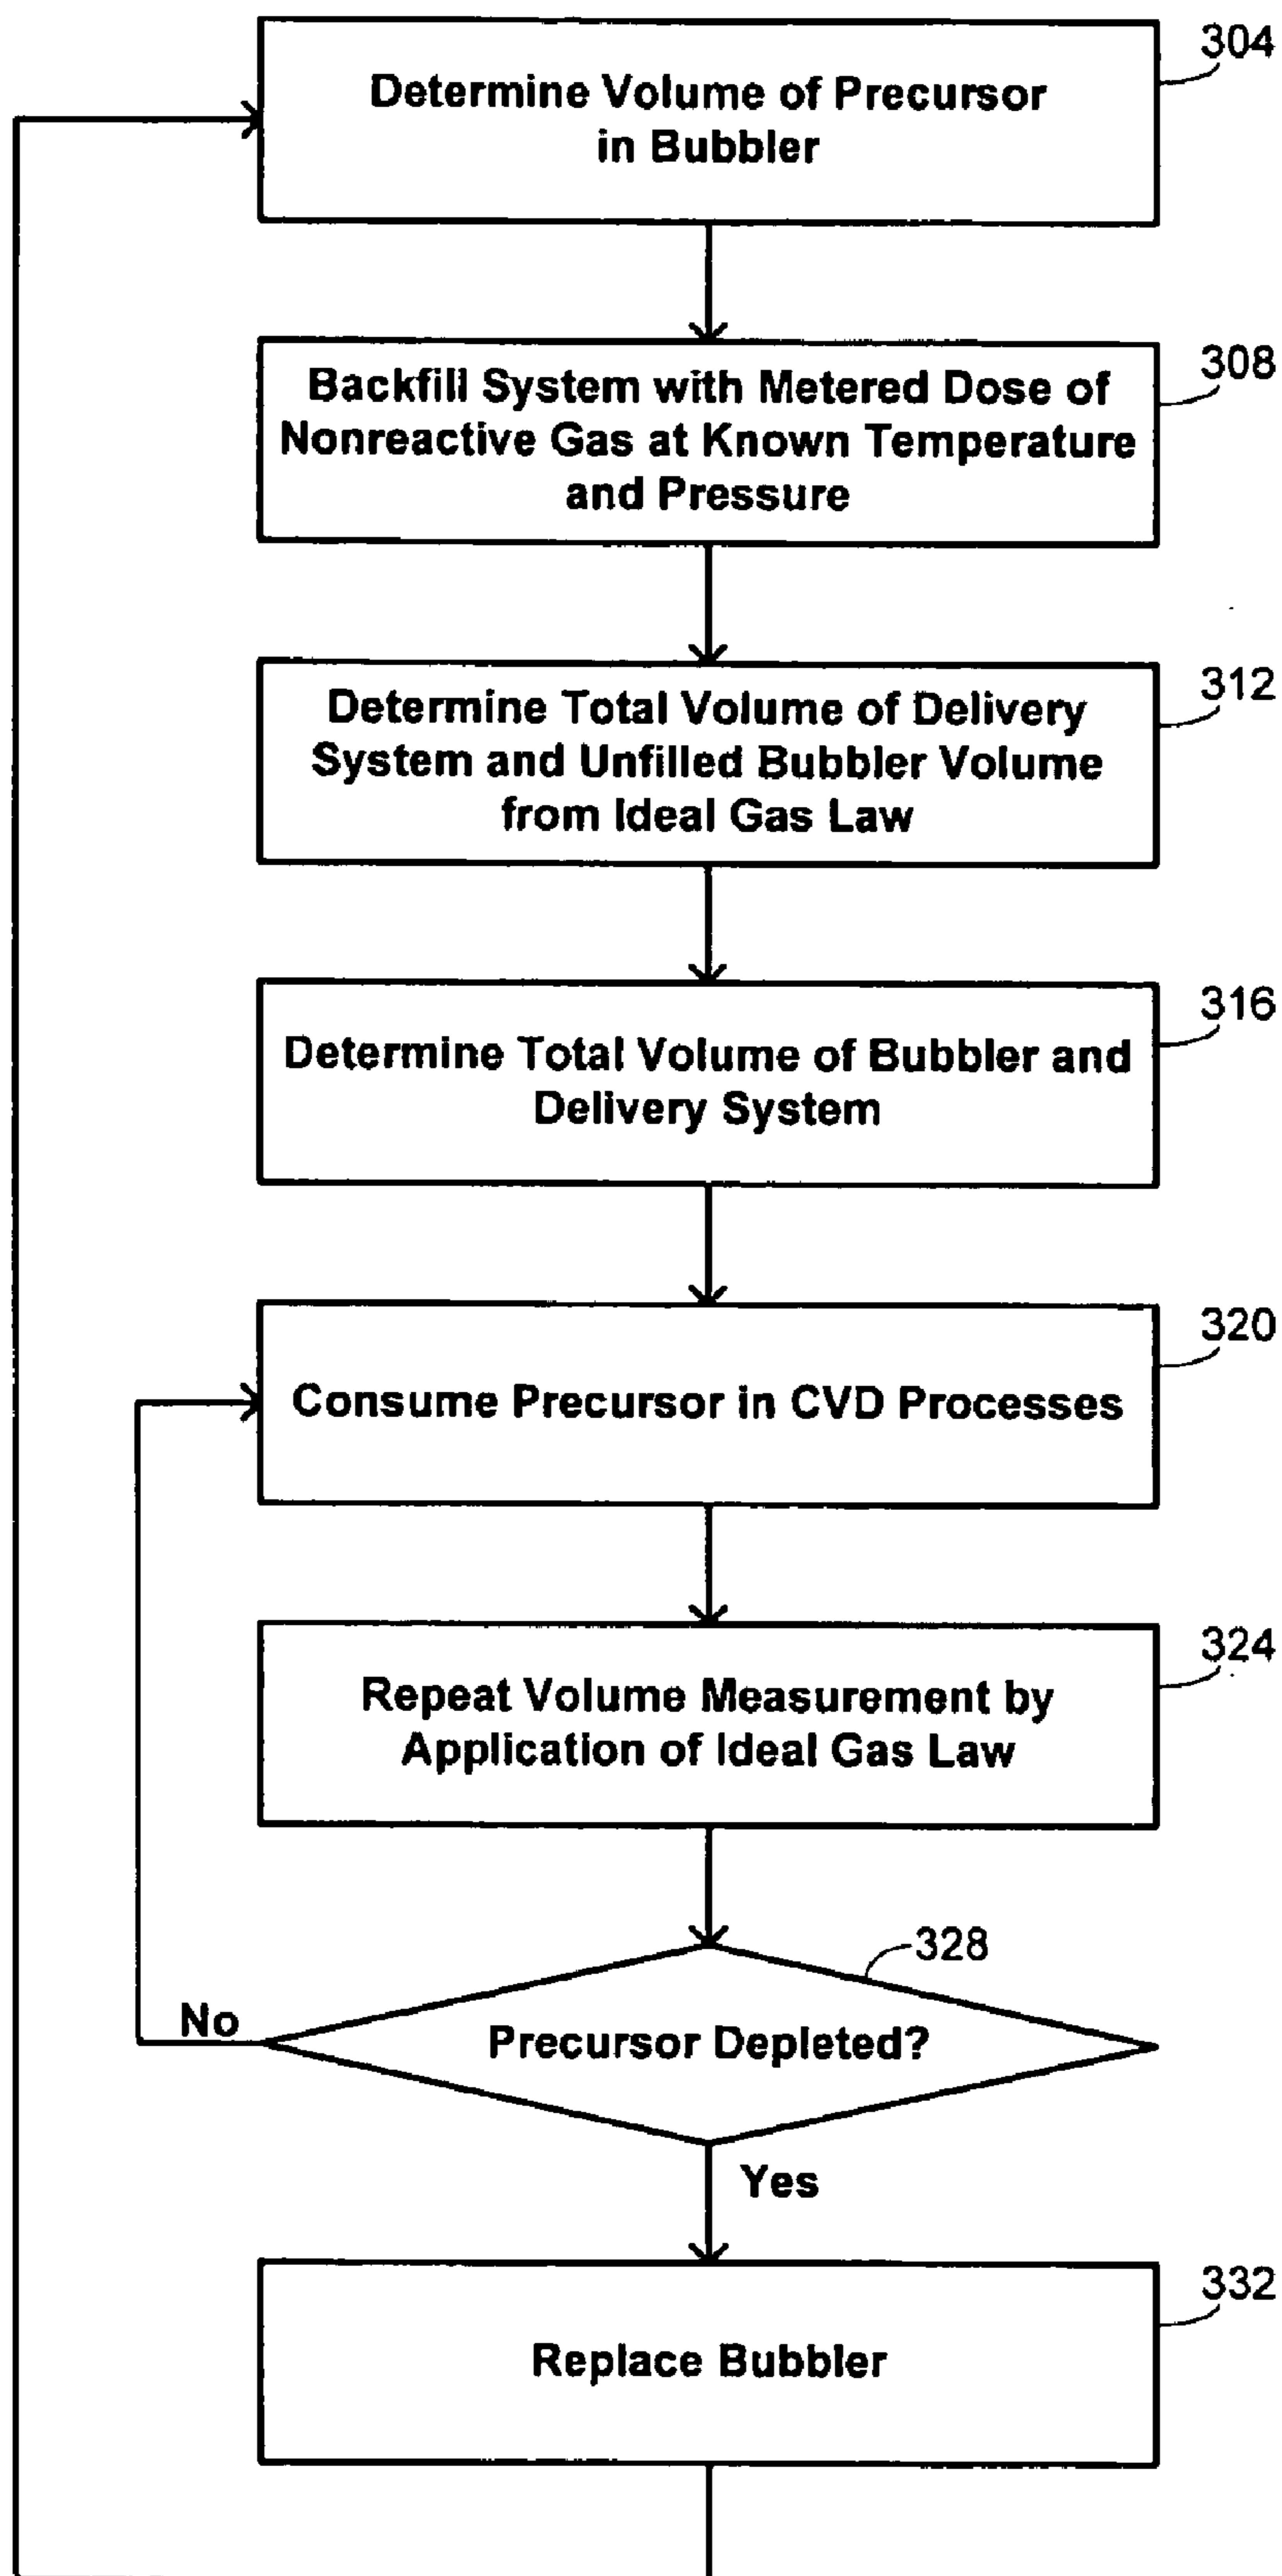 304
Determine Volume of Precursor
in Bubbler
308
Backfill System with Metered Dose of
Nonreactive Gas at Known Temperature
and Pressure
312
Determine Total Volume of Delivery
System and Unfilled Bubbler Volume
from Ideal Gas Law
316
Determine Total Volume of Bubbler and
Delivery System
320
Consume Precursor in CVD Processes
324
Repeat Volume Measurement by
Application of Ideal Gas Law
328
No
Precursor Depleted?
Yes
332
Replace Bubbler